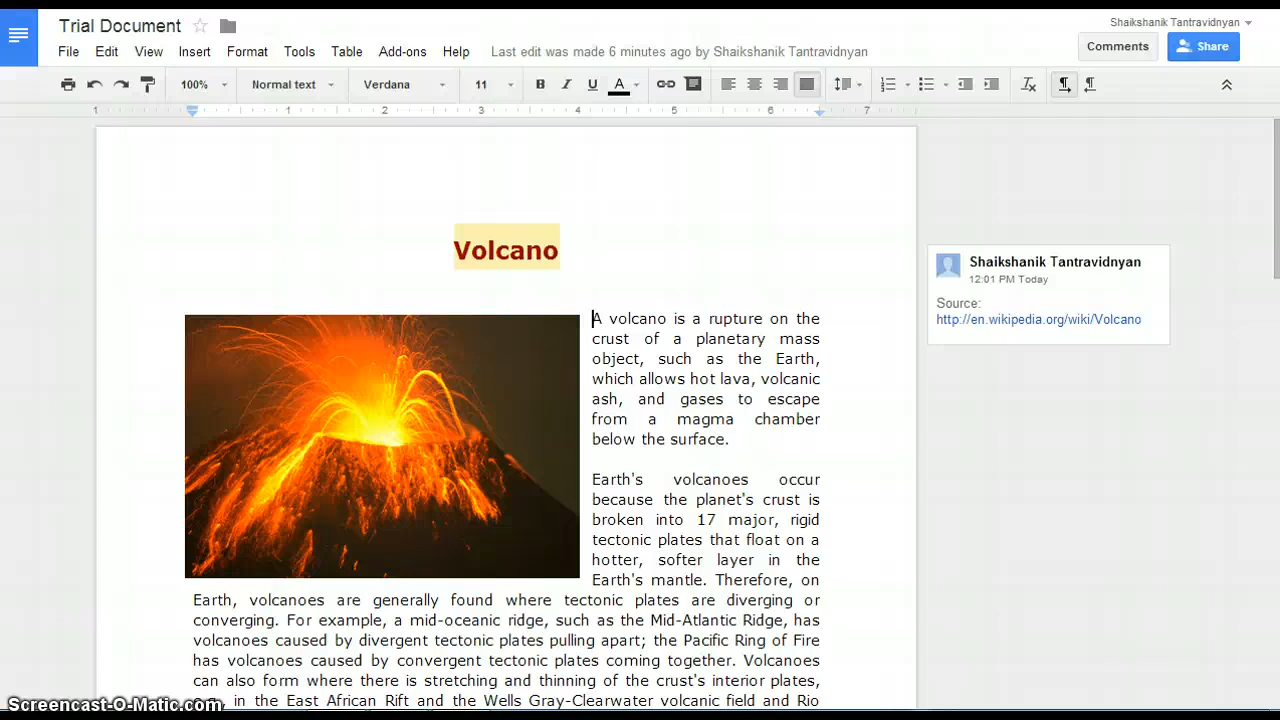 Trial Document
Shaikshanik Tantravidnyan
File Edit View Insert Format Tools Table Add-ons Help Last edit was made 6 minutes ago by Shaikshanik Tantravidnyan
Comments Share
100% Normal text Verdana 11 B I U A
1 1 2 3 4 5 6 7
Volcano
Shaikshanik Tantravidnyan
12:01 PM Today
Source:
http://en.wikipedia.org/wiki/Volcano
A volcano is a rupture on the
crust of a planetary mass
object, such as the Earth,
which allows hot lava, volcanic
ash, and gases to escape
from a magma chamber
below the surface.
Earth's volcanoes occur
because the planet's crust is
broken into 17 major, rigid
tectonic plates that float on a
hotter, softer layer in the
Earth's mantle. Therefore, on
Earth, volcanoes are generally found where tectonic plates are diverging or
converging. For example, a mid-oceanic ridge, such as the Mid-Atlantic Ridge, has
volcanoes caused by divergent tectonic plates pulling apart; the Pacific Ring of Fire
has volcanoes caused by convergent tectonic plates coming together. Volcanoes
can also form where there is stretching and thinning of the crust's interior plates,
in the East African Rift and the Wells Gray-Clearwater volcanic field and Rio
Screencast-O-Matic.com